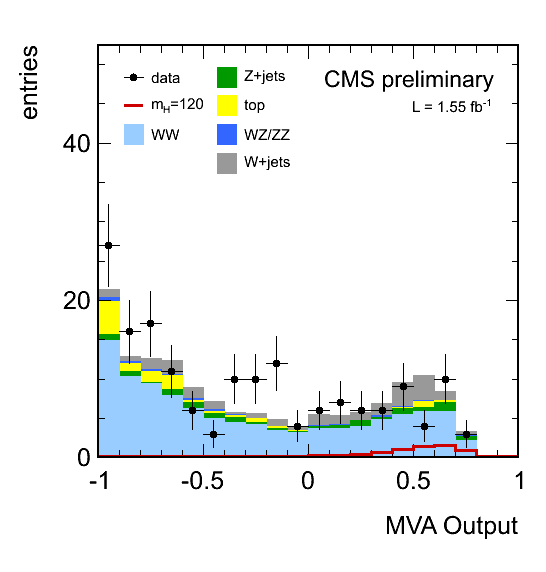 entries
CMS preliminary
L = 1.55 fb⁻¹
data
m_H=120
WW
Z+jets
top
WZ/ZZ
W+jets
40
20
0
-1
-0.5
0
0.5
1
MVA Output